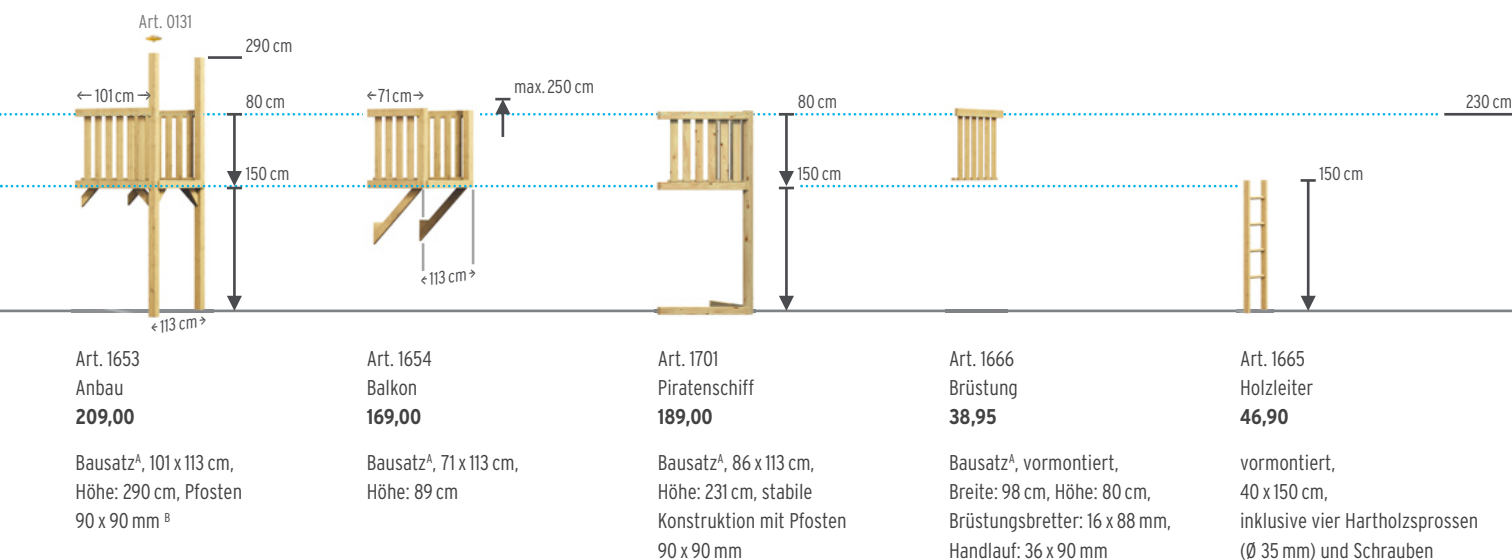 Art. 0131
290 cm
101 cm
80 cm
150 cm
113 cm
71 cm
max. 250 cm
113 cm
80 cm
150 cm
230 cm
150 cm
Art. 1653
Anbau
209,00
Bausatzᴬ, 101 x 113 cm,
Höhe: 290 cm, Pfosten
90 x 90 mm ᴮ
Art. 1654
Balkon
169,00
Bausatzᴬ, 71 x 113 cm,
Höhe: 89 cm
Art. 1701
Piratenschiff
189,00
Bausatzᴬ, 86 x 113 cm,
Höhe: 231 cm, stabile
Konstruktion mit Pfosten
90 x 90 mm
Art. 1666
Brüstung
38,95
Bausatzᴬ, vormontiert,
Breite: 98 cm, Höhe: 80 cm,
Brüstungsbretter: 16 x 88 mm,
Handlauf: 36 x 90 mm
Art. 1665
Holzleiter
46,90
vormontiert,
40 x 150 cm,
inklusive vier Hartholzsprossen
(Ø 35 mm) und Schrauben